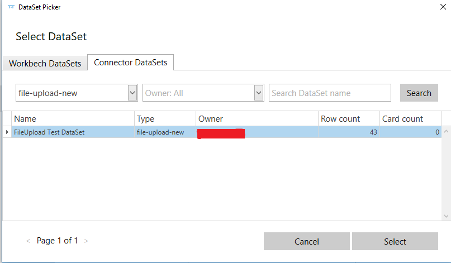 DataSet Picker
Select DataSet
Workbech DataSets Connector DataSets
file-upload-new Owner: All Search DataSet name Search
Name Type Owner Row count Card count
FileUpload Test DataSet file-upload-new 43 0
< Page 1 of 1 > Cancel Select